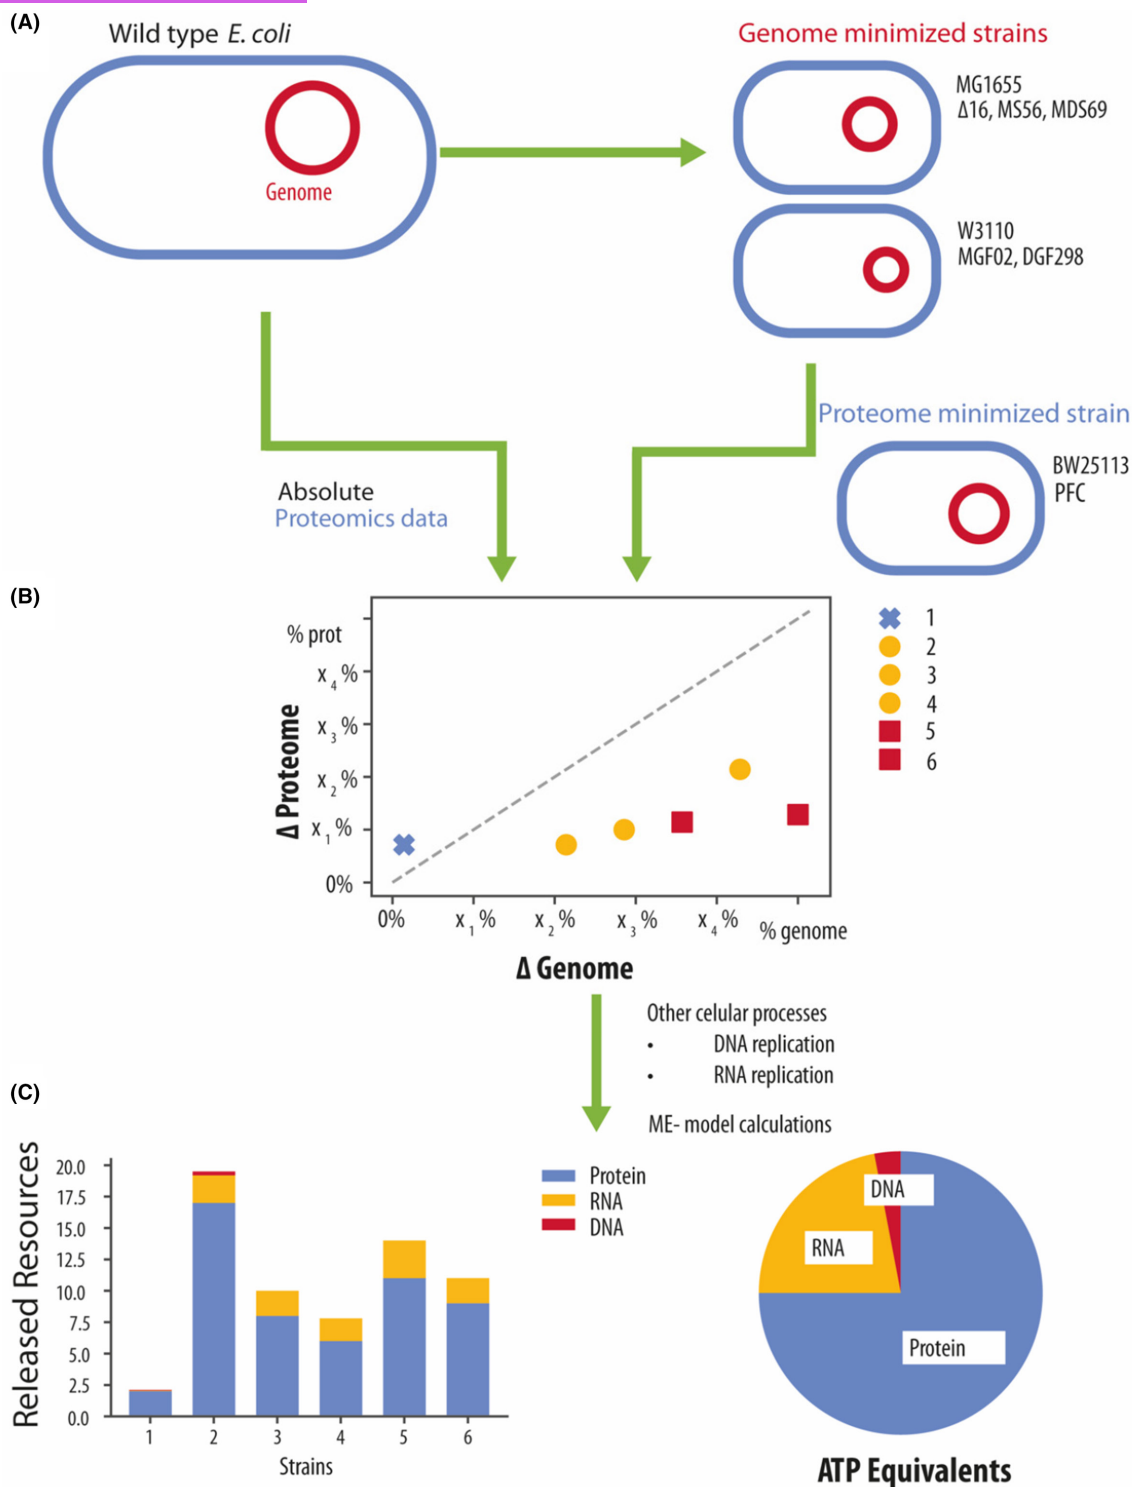 (A)
Wild type E. coli
Genome
Genome minimized strains
MG1655
Δ16, MS56, MDS69
W3110
MGF02, DGF298
Proteome minimized strain
BW25113
PFC
Absolute
Proteomics data
(B)
% prot
x4 %
x3 %
x2 %
x1 %
0%
Δ Proteome
0%
x1 %
x2 %
x3 %
x4 %
% genome
Δ Genome
1
2
3
4
5
6
Other celular processes
• DNA replication
• RNA replication
ME- model calculations
(C)
Released Resources
20.0
17.5
15.0
12.5
10.0
7.5
5.0
2.5
0.0
1 2 3 4 5 6
Strains
Protein
RNA
DNA
DNA
RNA
Protein
ATP Equivalents